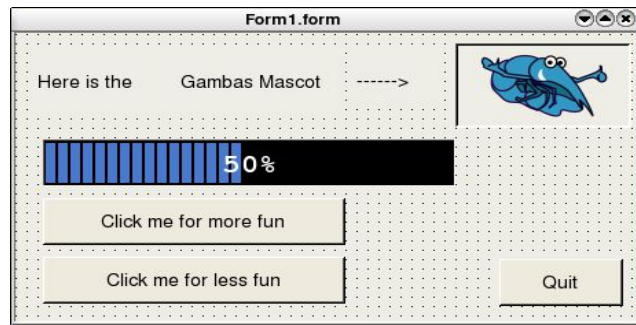 Form1.form
Here is the Gambas Mascot ------>
50%
Click me for more fun
Click me for less fun
Quit